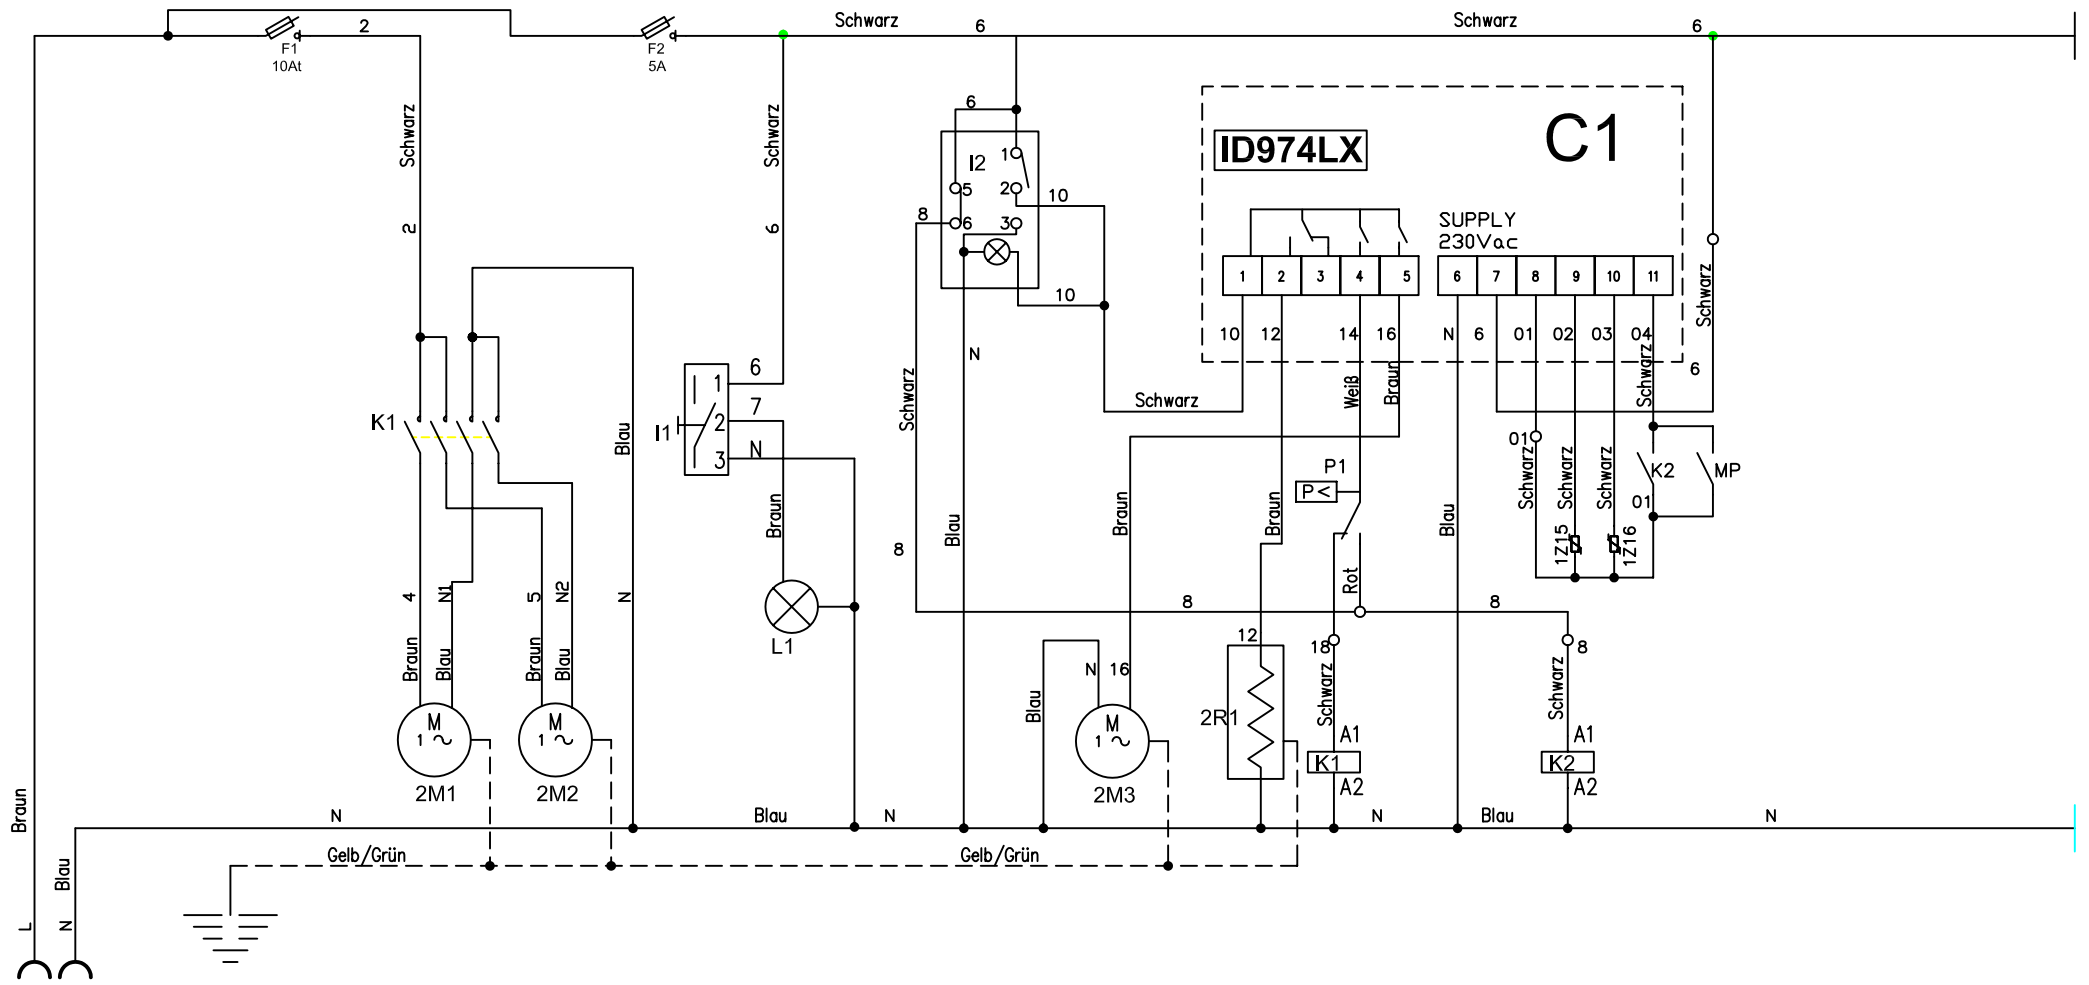 Schwarz
6
Schwarz
6
2
F1
10At
F2
5A
Schwarz
2
Schwarz
6
6
I2
1
5
2
6
3
10
8
10
N
ID974LX
C1
SUPPLY
230Vac
1
2
3
4
5
6
7
8
9
10
11
10
12
14
16
N
6
01
02
03
04
Schwarz
6
Schwarz
Weiß
Braun
Schwarz
K1
Blau
N
I1
1
2
3
6
7
N
Braun
L1
Schwarz
8
Blau
Braun
Braun
P1
P<
Rot
Blau
01
Schwarz
Schwarz
Schwarz
K2
MP
01
1Z15
1Z16
8
8
4
N1
5
N2
Braun
Blau
Braun
Blau
M
1
2M1
M
1
2M2
Blau
N
16
M
1
2M3
12
2R1
18
Schwarz
A1
K1
A2
8
Schwarz
A1
K2
A2
Braun
L
Blau
N
N
Blau
N
N
Blau
N
Gelb/Grün
Gelb/Grün